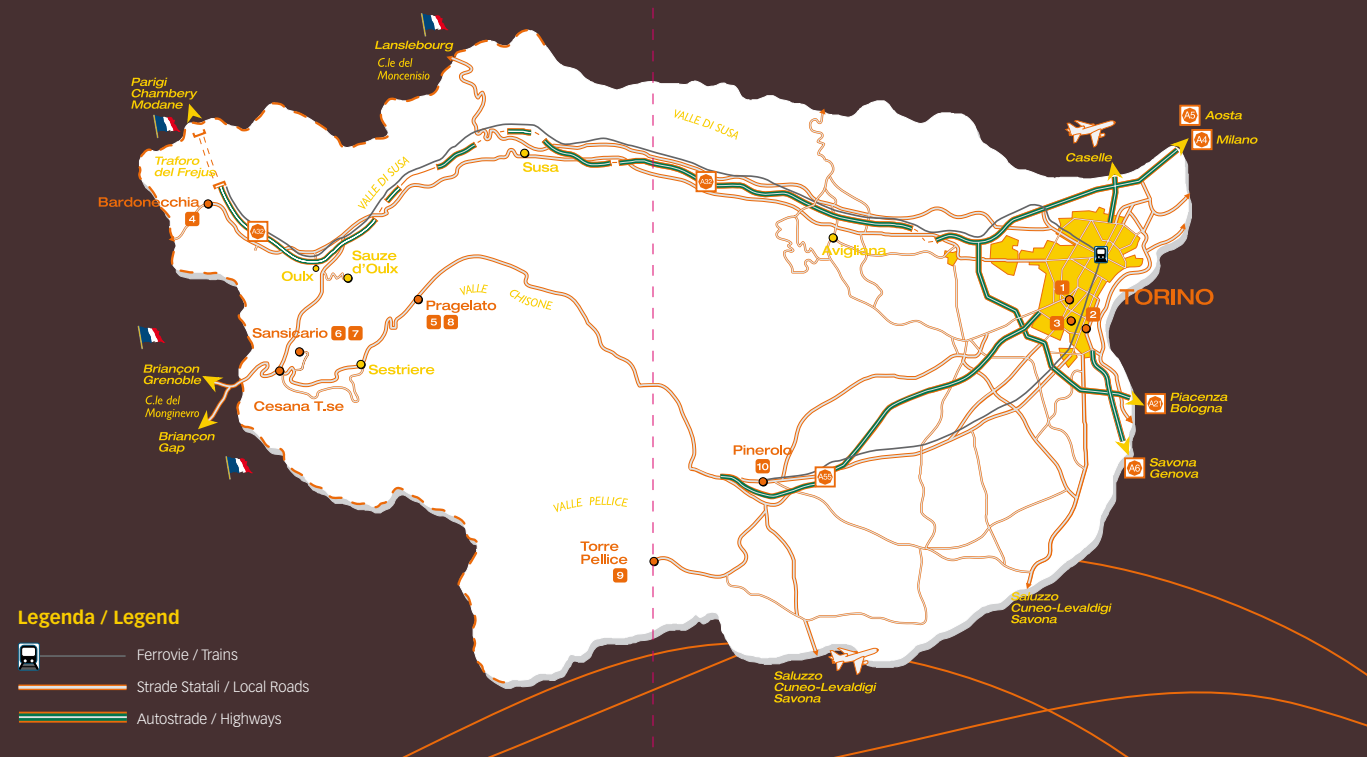 Lanslebourg
C.le del
Moncenisio
Parigi
Chambery
Modane
Traforo
del Frejus
Bardonecchia
4
A32
VALLE DI SUSA
Susa
VALLE DI SUSA
A32
Caselle
A5 Aosta
A4 Milano
Avigliana
Oulx
Sauze
d'Oulx
VALLE CHISONE
Pragelato
5 8
Sansicario 6 7
Sestriere
Cesana T.se
Briançon
Grenoble
C.le del
Monginevro
Briançon
Gap
1
TORINO
3 2
A21 Piacenza
Bologna
A6 Savona
Genova
Pinerolo
10
A55
VALLE PELLICE
Torre
Pellice
9
Saluzzo
Cuneo-Levaldigi
Savona
Saluzzo
Cuneo-Levaldigi
Savona
Legenda / Legend
Ferrovie / Trains
Strade Statali / Local Roads
Autostrade / Highways